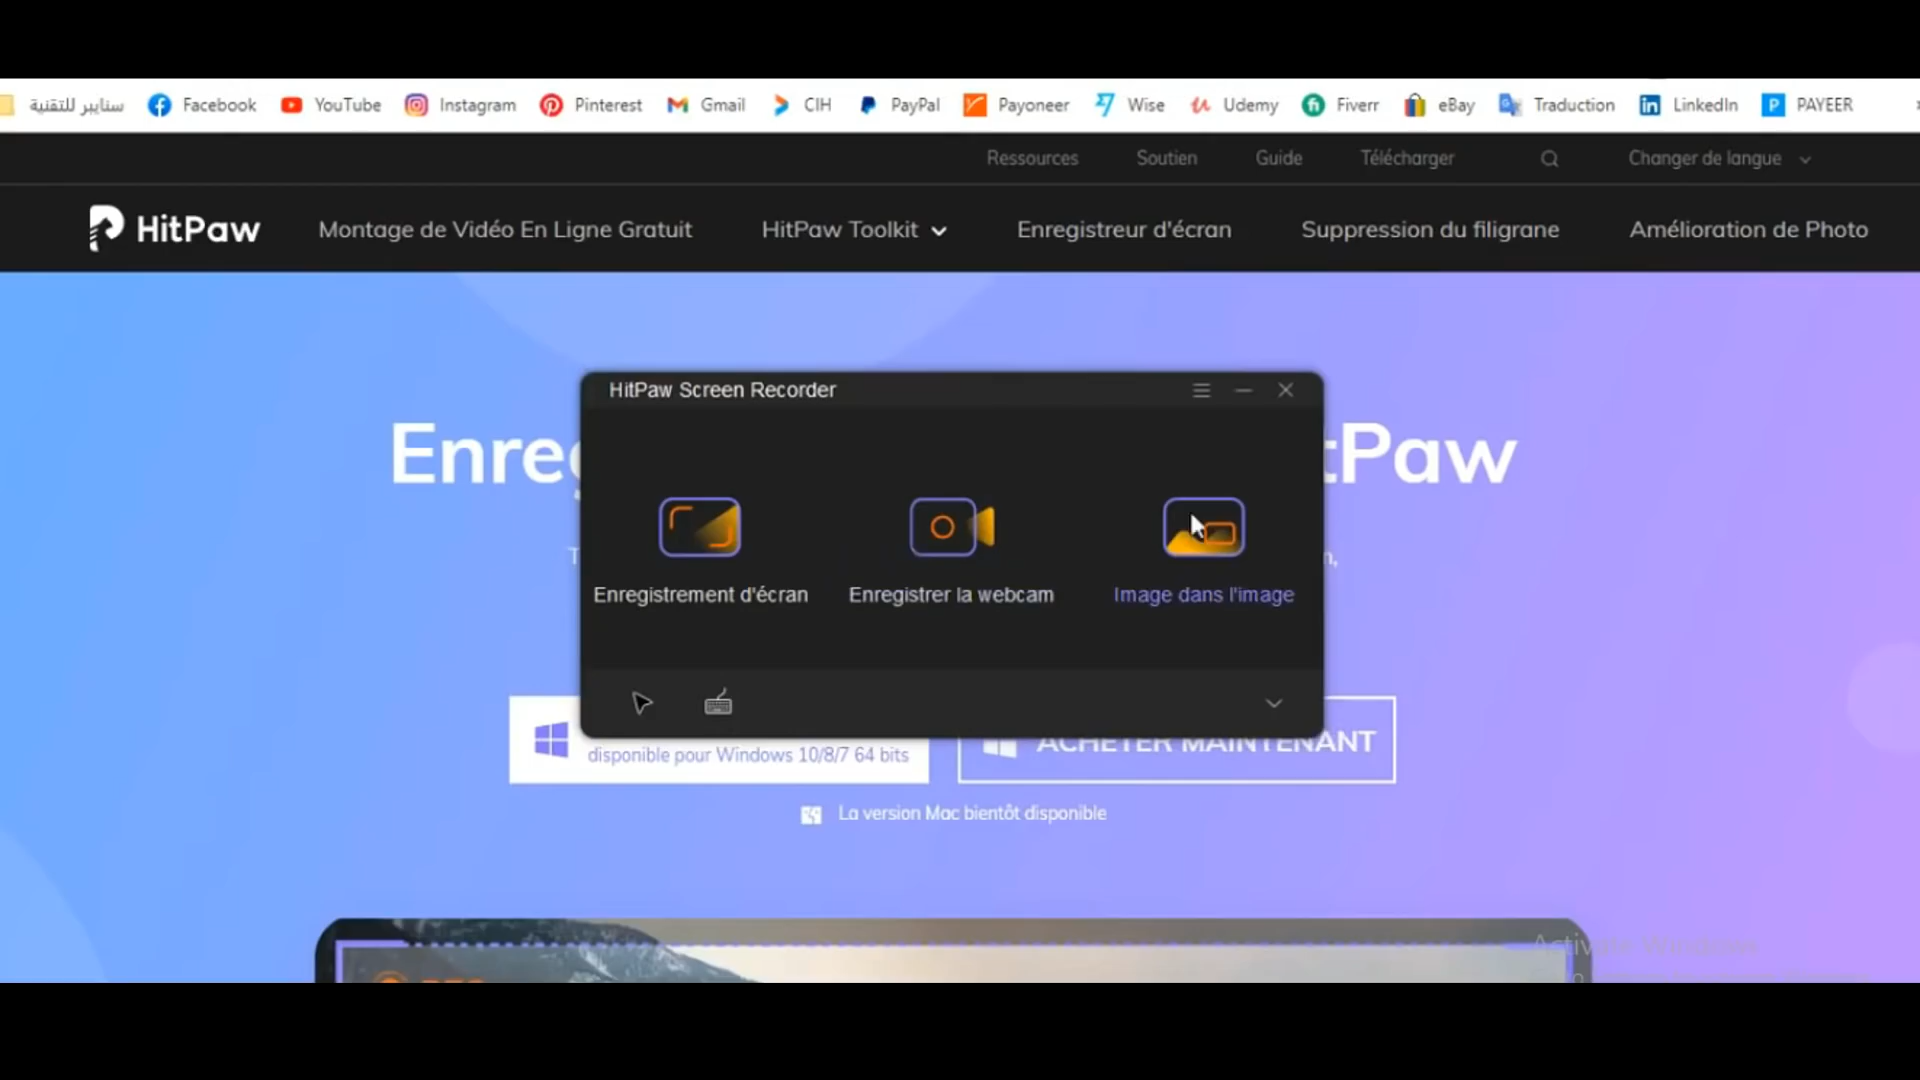 سنايبر للتقنية Facebook YouTube Instagram Pinterest Gmail CIH PayPal Payoneer Wise Udemy Fiverr eBay Traduction LinkedIn PAYEER
Ressources Soutien Guide Télécharger Changer de langue
HitPaw Montage de Vidéo En Ligne Gratuit HitPaw Toolkit Enregistreur d'écran Suppression du filigrane Amélioration de Photo
HitPaw Screen Recorder
Enregistrement d'écran Enregistrer la webcam Image dans l'image
disponible pour Windows 10/8/7 64 bits
ACHETER MAINTENANT
La version Mac bientôt disponible
Activate Windows